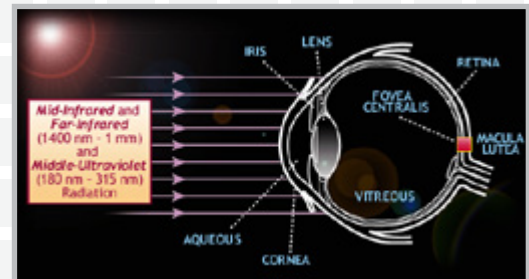 Mid-Infrared and
Far-Infrared
(1400 nm - 1 mm)
and
Middle-Ultraviolet
(180 nm - 315 nm)
Radiation
IRIS
LENS
RETINA
FOVEA
CENTRALIS
MACULA
LUTEA
VITREOUS
AQUEOUS
CORNEA